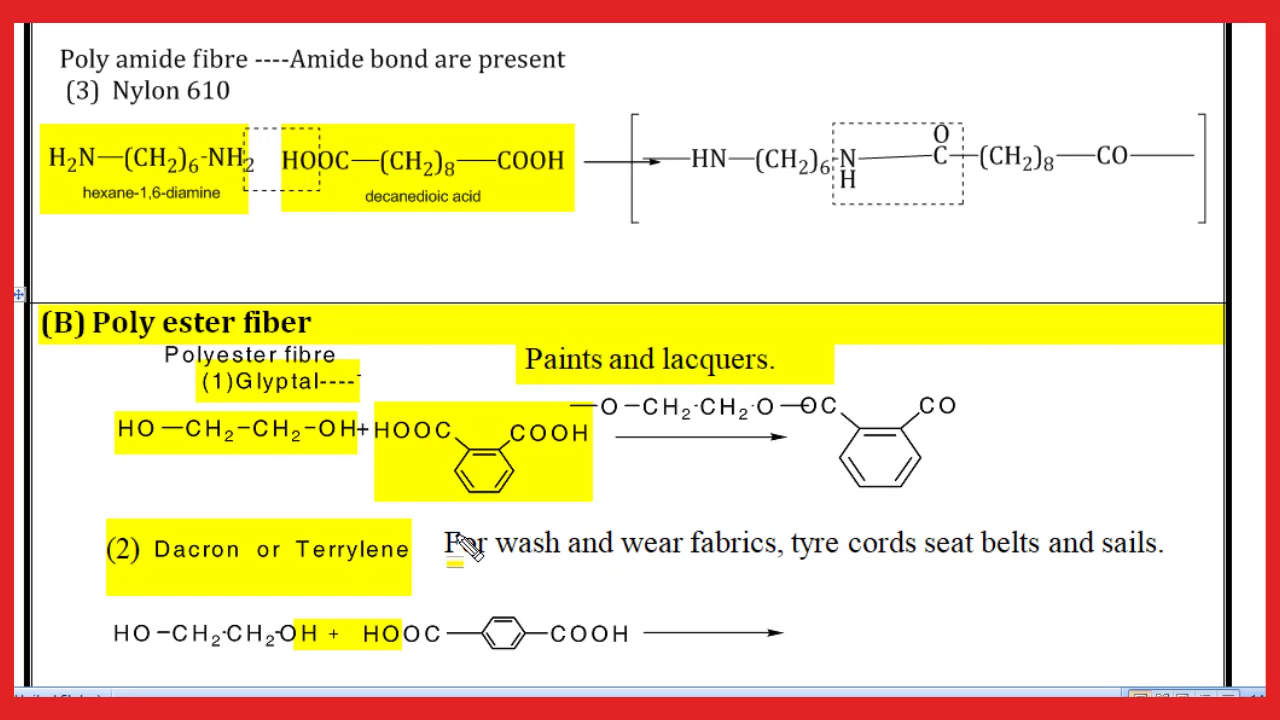 Poly amide fibre ----Amide bond are present
(3) Nylon 610
H2N—(CH2)6-NH2 HOOC—(CH2)8—COOH —HN—(CH2)6-N H O C—(CH2)8—CO—
hexane-1,6-diamine decanedioic acid
(B) Poly ester fiber
Polyester fibre
Paints and lacquers.
(1)Glyptal----
HO—CH2-CH2-OH+HOOC COOH —O-CH2-CH2-O—OC CO
(2) Dacron or Terrylene For wash and wear fabrics, tyre cords seat belts and sails.
HO-CH2-CH2-OH + HOOC— —COOH